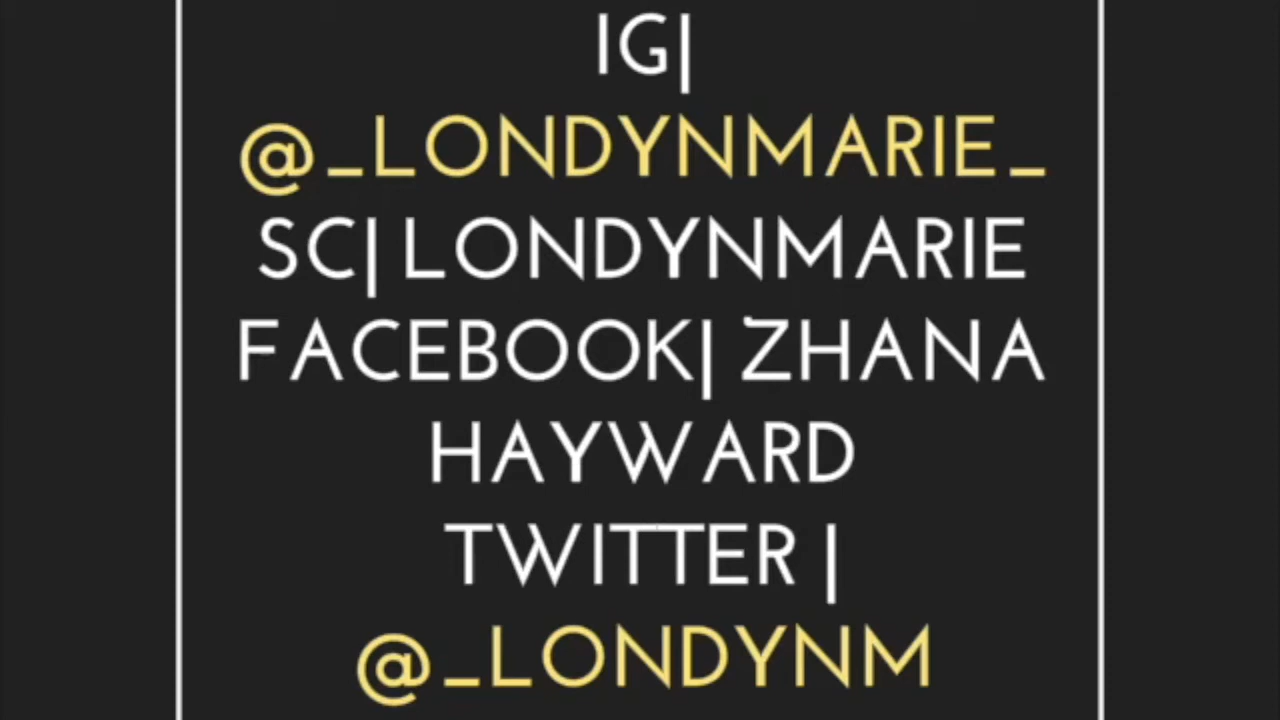 IG|
@_LONDYNMARIE_
SC| LONDYNMARIE
FACEBOOK| ZHANA
HAYWARD
TWITTER |
@_LONDYNM